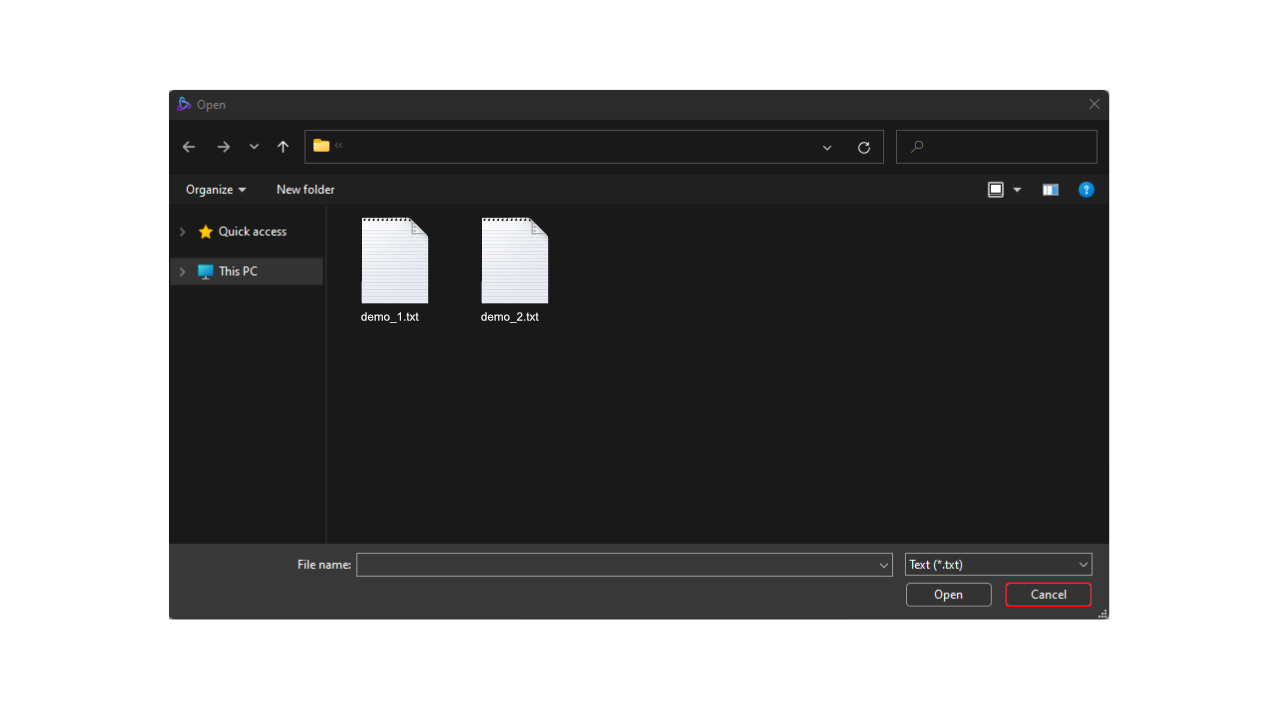 Open
<<
Organize New folder
Quick access
This PC
demo_1.txt demo_2.txt
File name: Text (*.txt)
Open Cancel